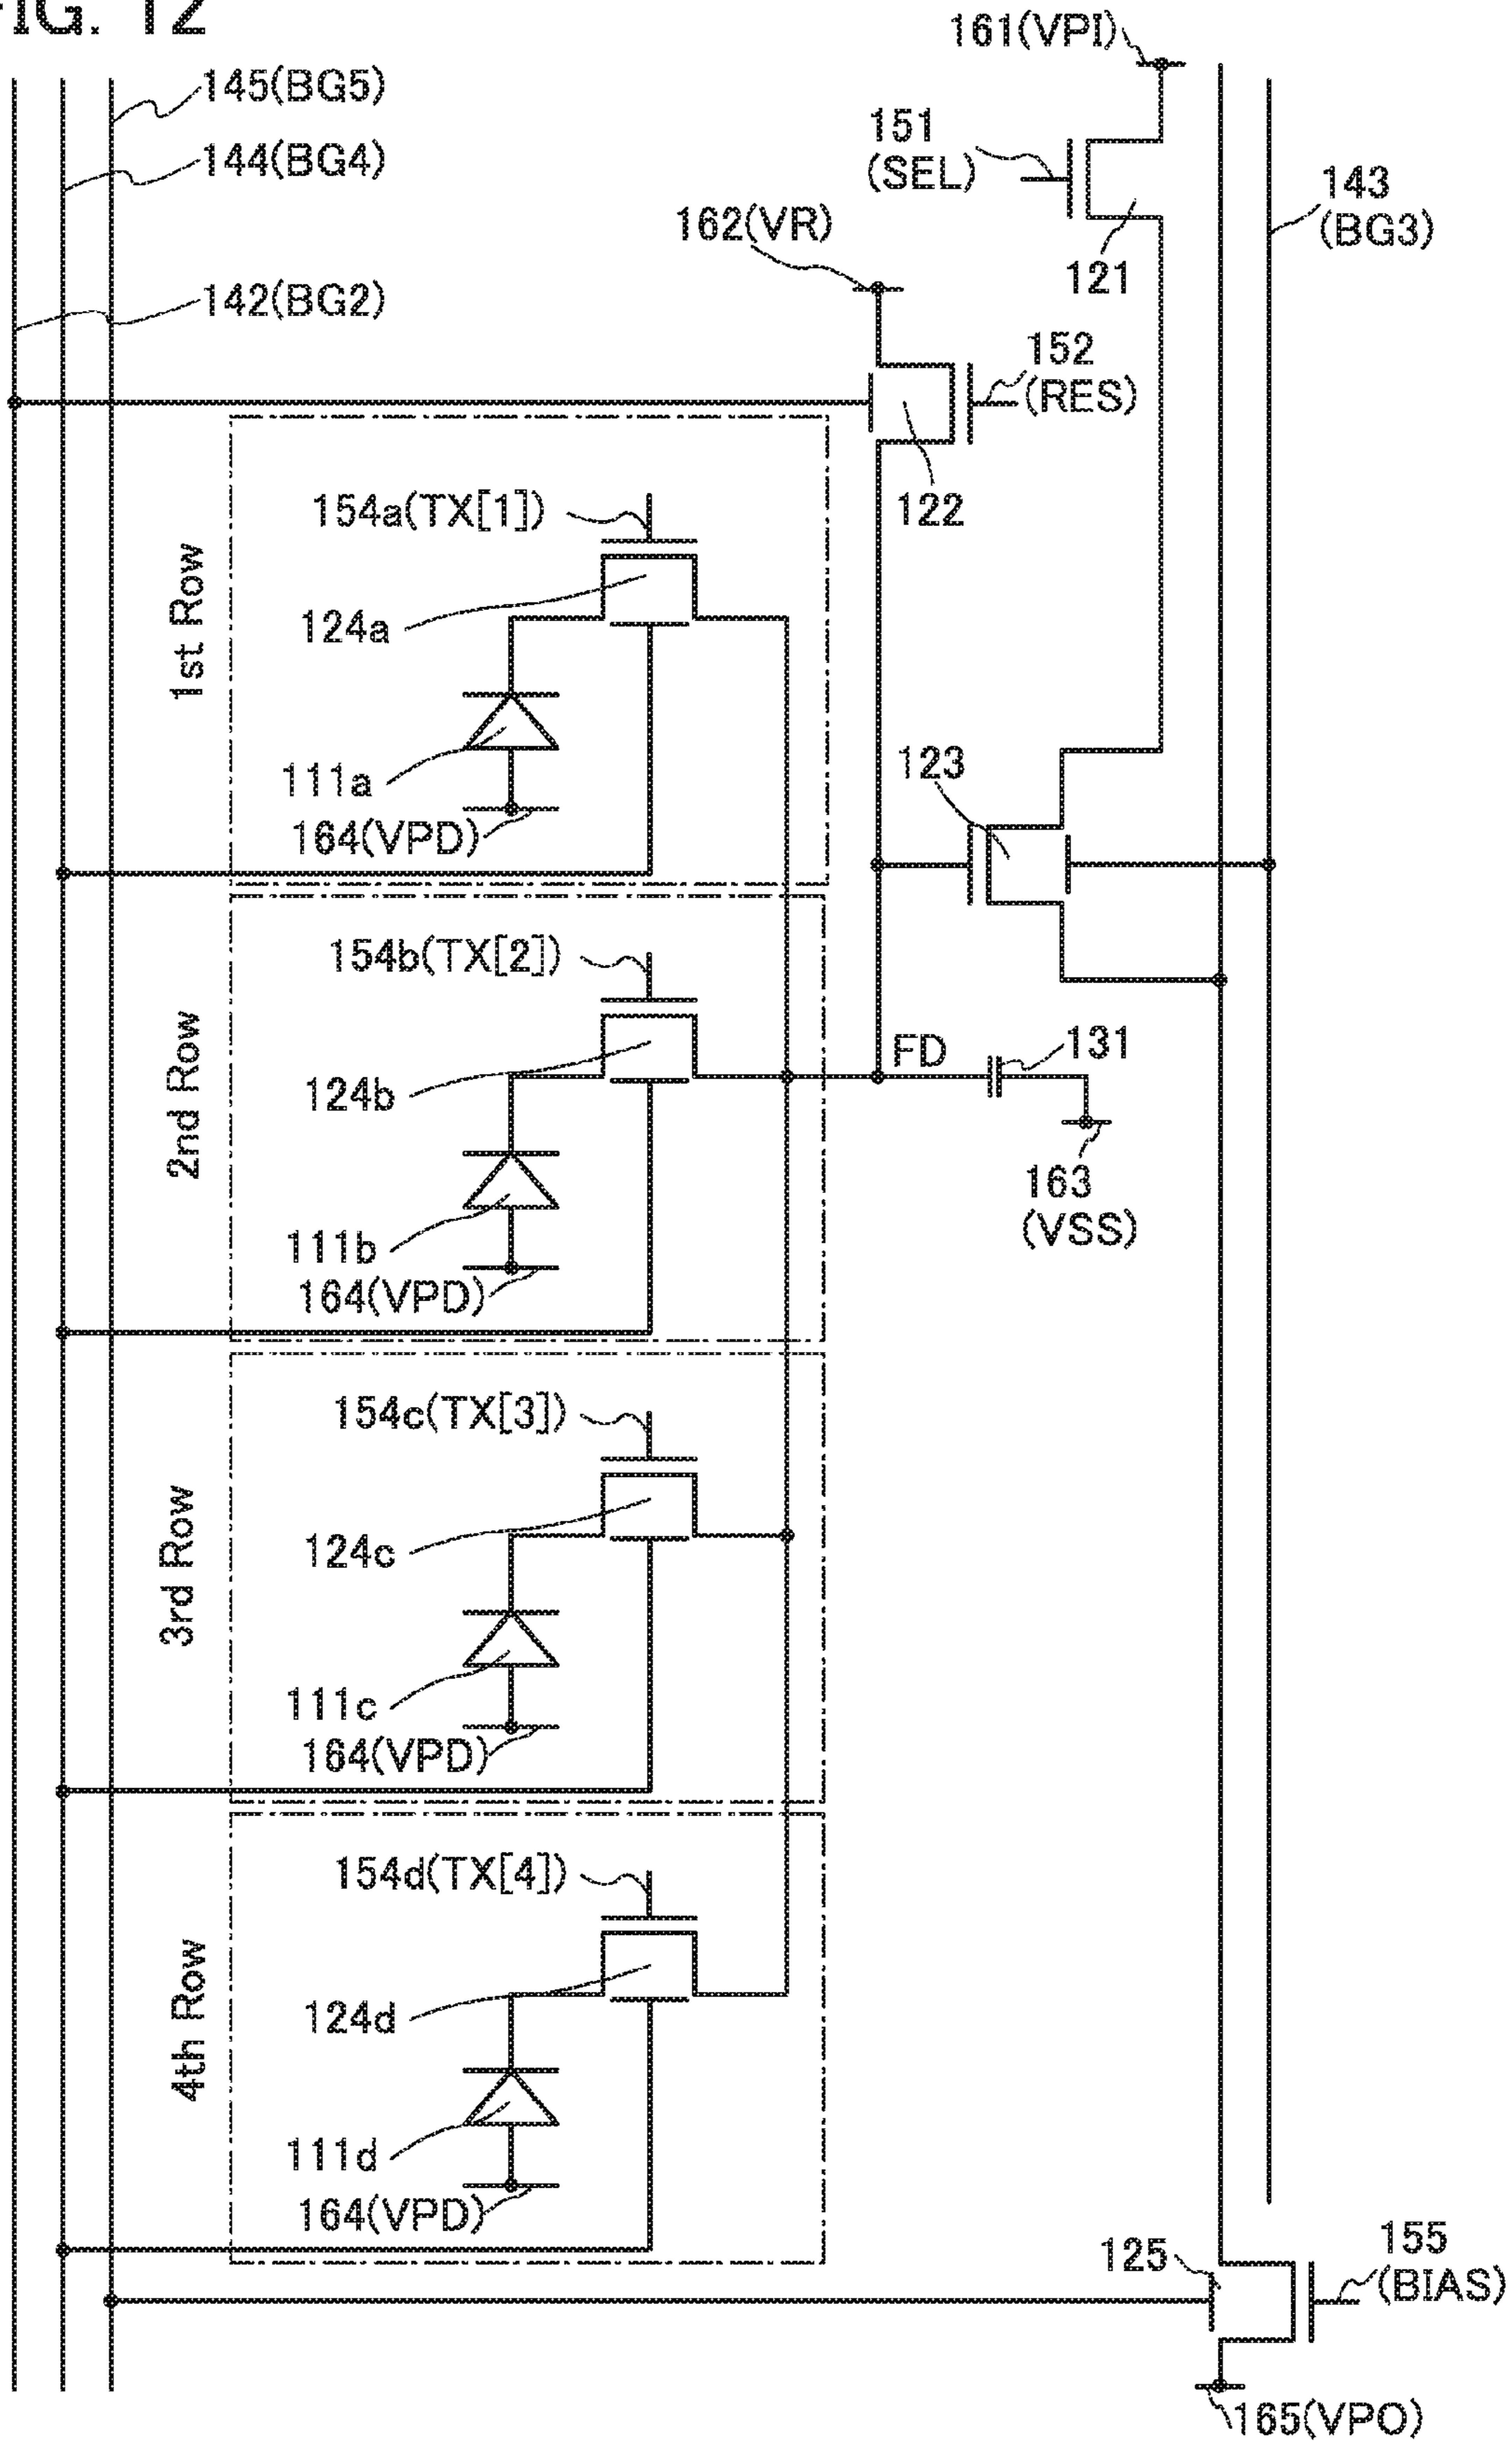 FIG. 12
161(VPI)
145(BG5)
151
(SEL)
144(BG4)
143
(BG3)
162(VR)
121
142(BG2)
152
(RES)
122
1st Row
154a(TX[1])
124a
111a
164(VPD)
123
2nd Row
154b(TX[2])
124b
FD
131
111b
164(VPD)
163
(VSS)
3rd Row
154c(TX[3])
124c
111c
164(VPD)
4th Row
154d(TX[4])
124d
111d
164(VPD)
125
155
(BIAS)
165(VPO)